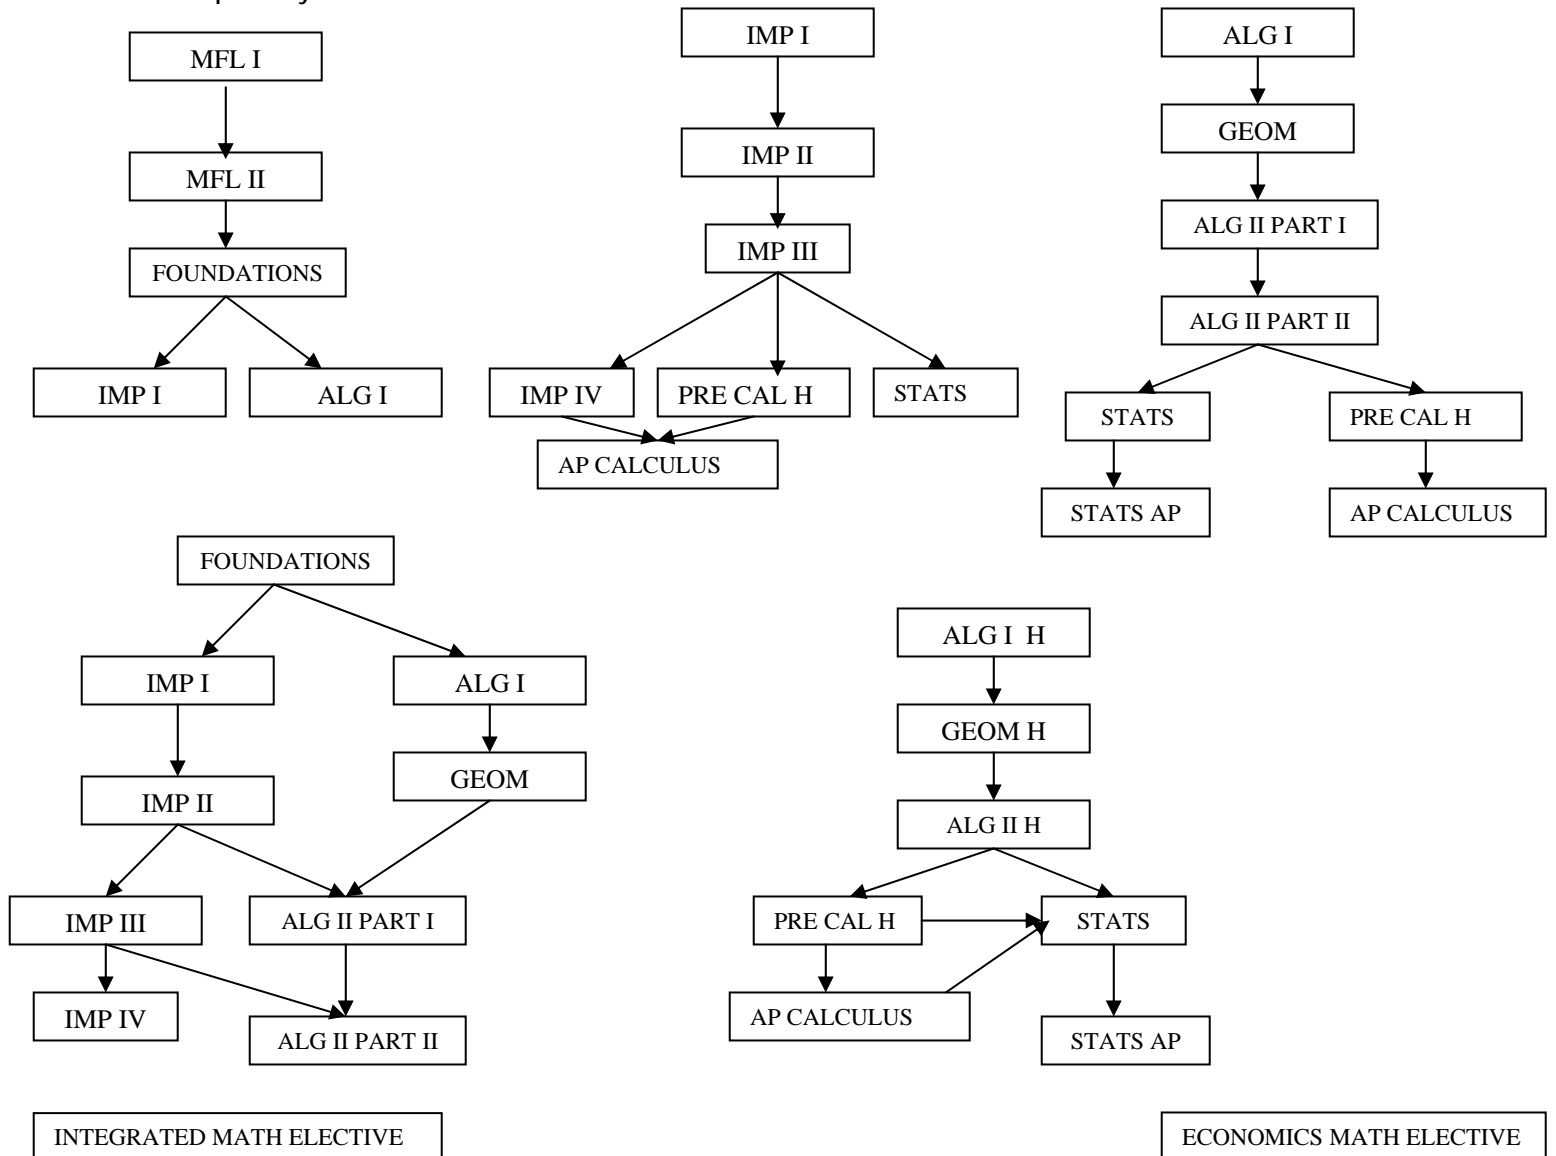 MFL I
MFL II
FOUNDATIONS
IMP I
ALG I
IMP I
IMP II
IMP III
IMP IV
PRE CAL H
STATS
AP CALCULUS
ALG I
GEOM
ALG II PART I
ALG II PART II
STATS
PRE CAL H
STATS AP
AP CALCULUS
FOUNDATIONS
IMP I
ALG I
IMP II
GEOM
IMP III
ALG II PART I
IMP IV
ALG II PART II
ALG I H
GEOM H
ALG II H
PRE CAL H
STATS
AP CALCULUS
STATS AP
INTEGRATED MATH ELECTIVE
ECONOMICS MATH ELECTIVE